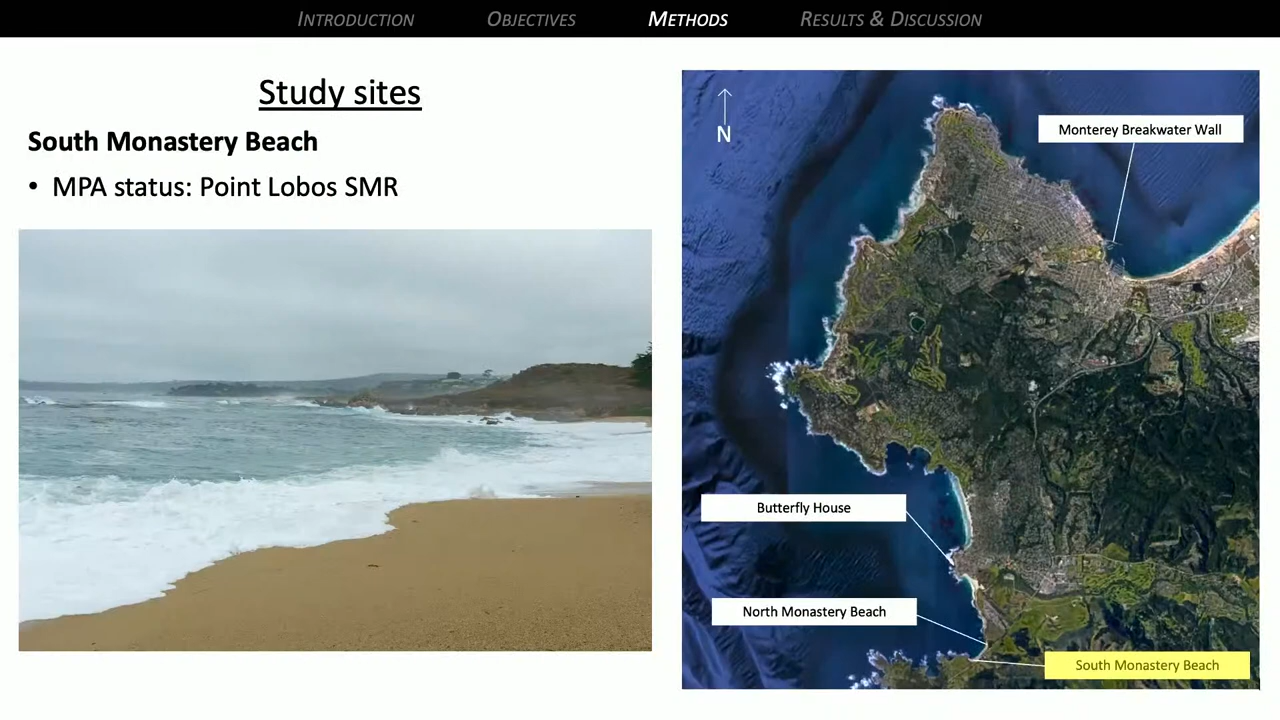 INTRODUCTION OBJECTIVES METHODS RESULTS & DISCUSSION
Study sites
South Monastery Beach
• MPA status: Point Lobos SMR
N
Monterey Breakwater Wall
Butterfly House
North Monastery Beach
South Monastery Beach